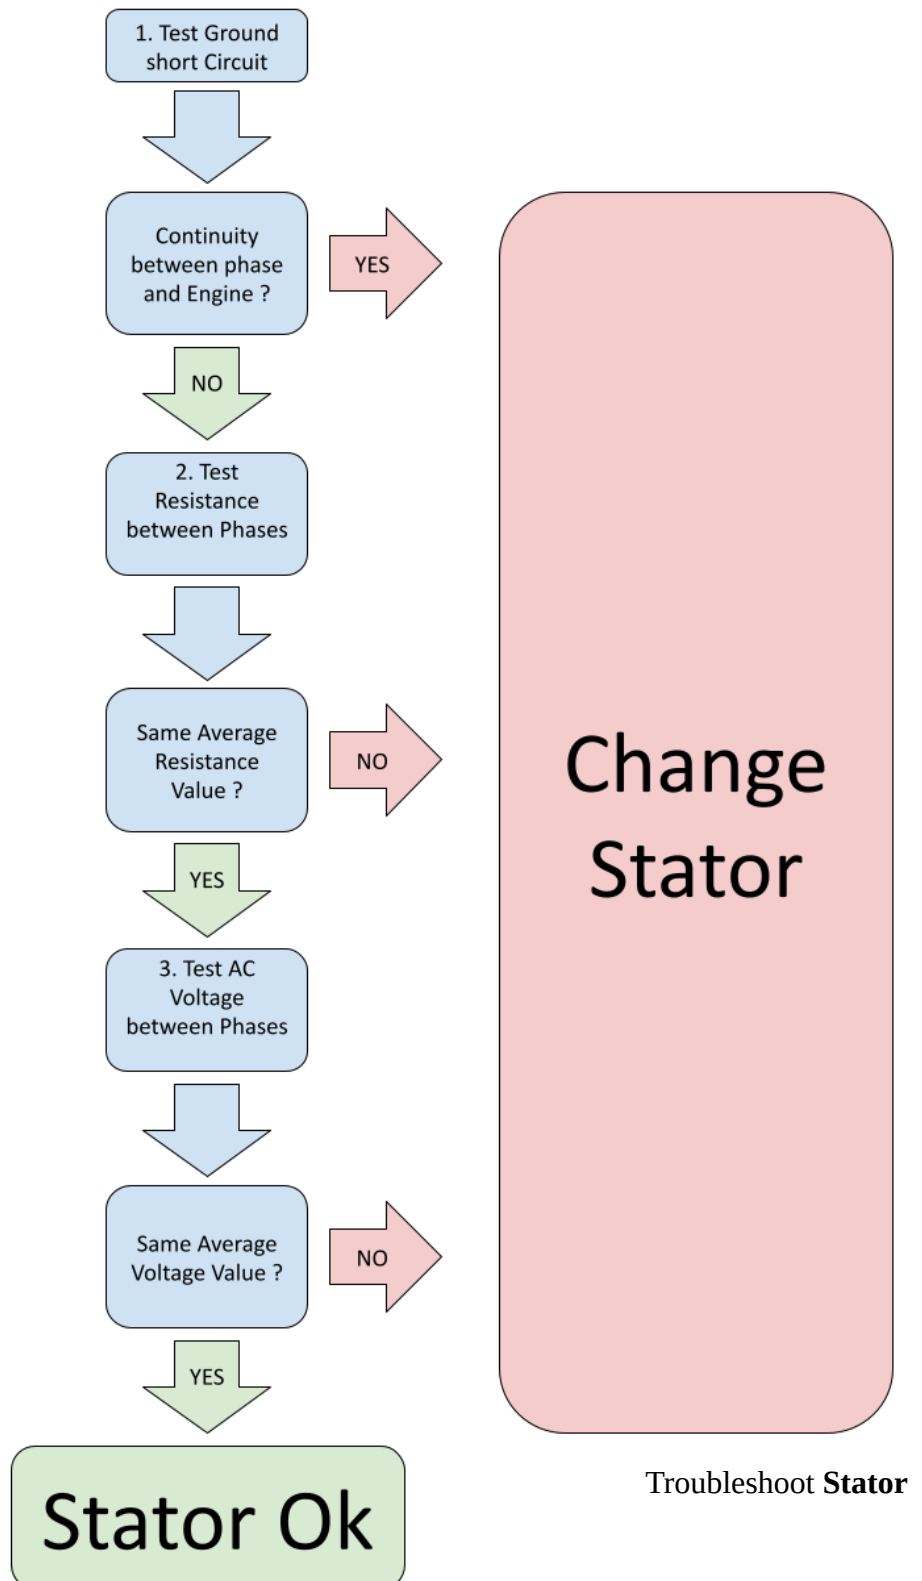 1. Test Ground
short Circuit
Continuity
between phase
and Engine ?
YES
NO
2. Test
Resistance
between Phases
Same Average
Resistance
Value ?
NO
YES
Change
Stator
3. Test AC
Voltage
between Phases
Same Average
Voltage Value ?
NO
YES
Stator Ok
Troubleshoot Stator